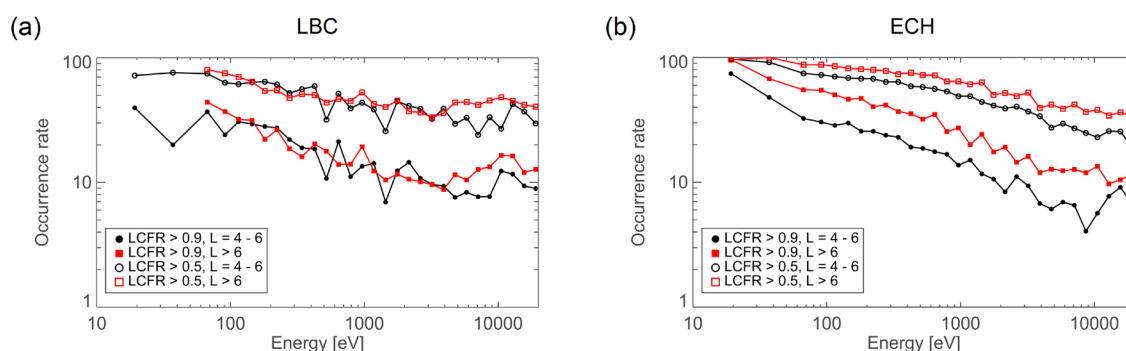 (a)
LBC
100
10
1
Occurrence rate
LCFR > 0.9, L = 4 - 6
LCFR > 0.9, L > 6
LCFR > 0.5, L = 4 - 6
LCFR > 0.5, L > 6
10
100
1000
10000
Energy [eV]
(b)
ECH
100
10
1
Occurrence rate
LCFR > 0.9, L = 4 - 6
LCFR > 0.9, L > 6
LCFR > 0.5, L = 4 - 6
LCFR > 0.5, L > 6
10
100
1000
10000
Energy [eV]